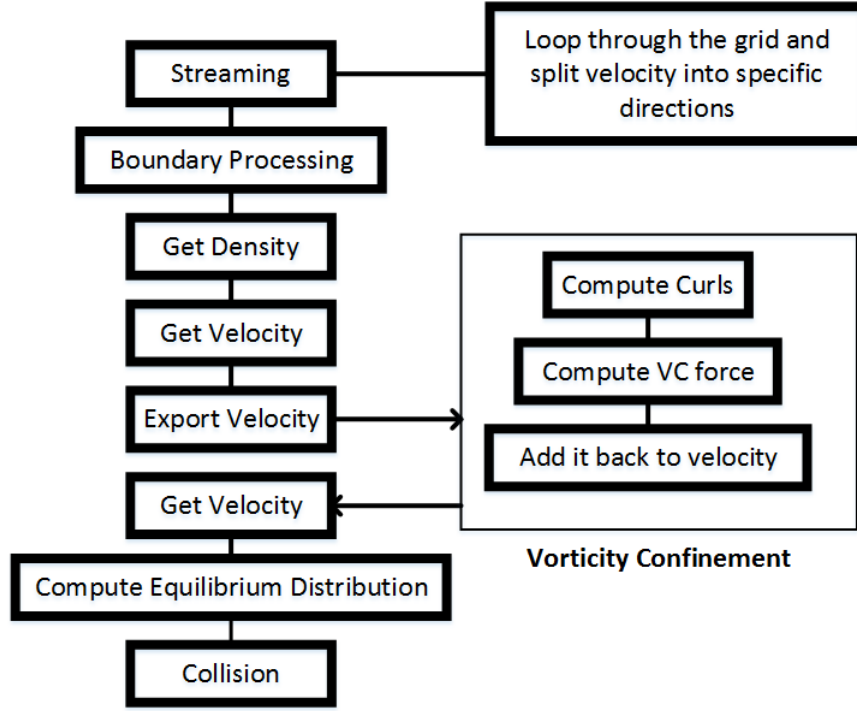 Streaming
Loop through the grid and
split velocity into specific
directions
Boundary Processing
Get Density
Get Velocity
Export Velocity
Compute Curls
Compute VC force
Add it back to velocity
Vorticity Confinement
Get Velocity
Compute Equilibrium Distribution
Collision